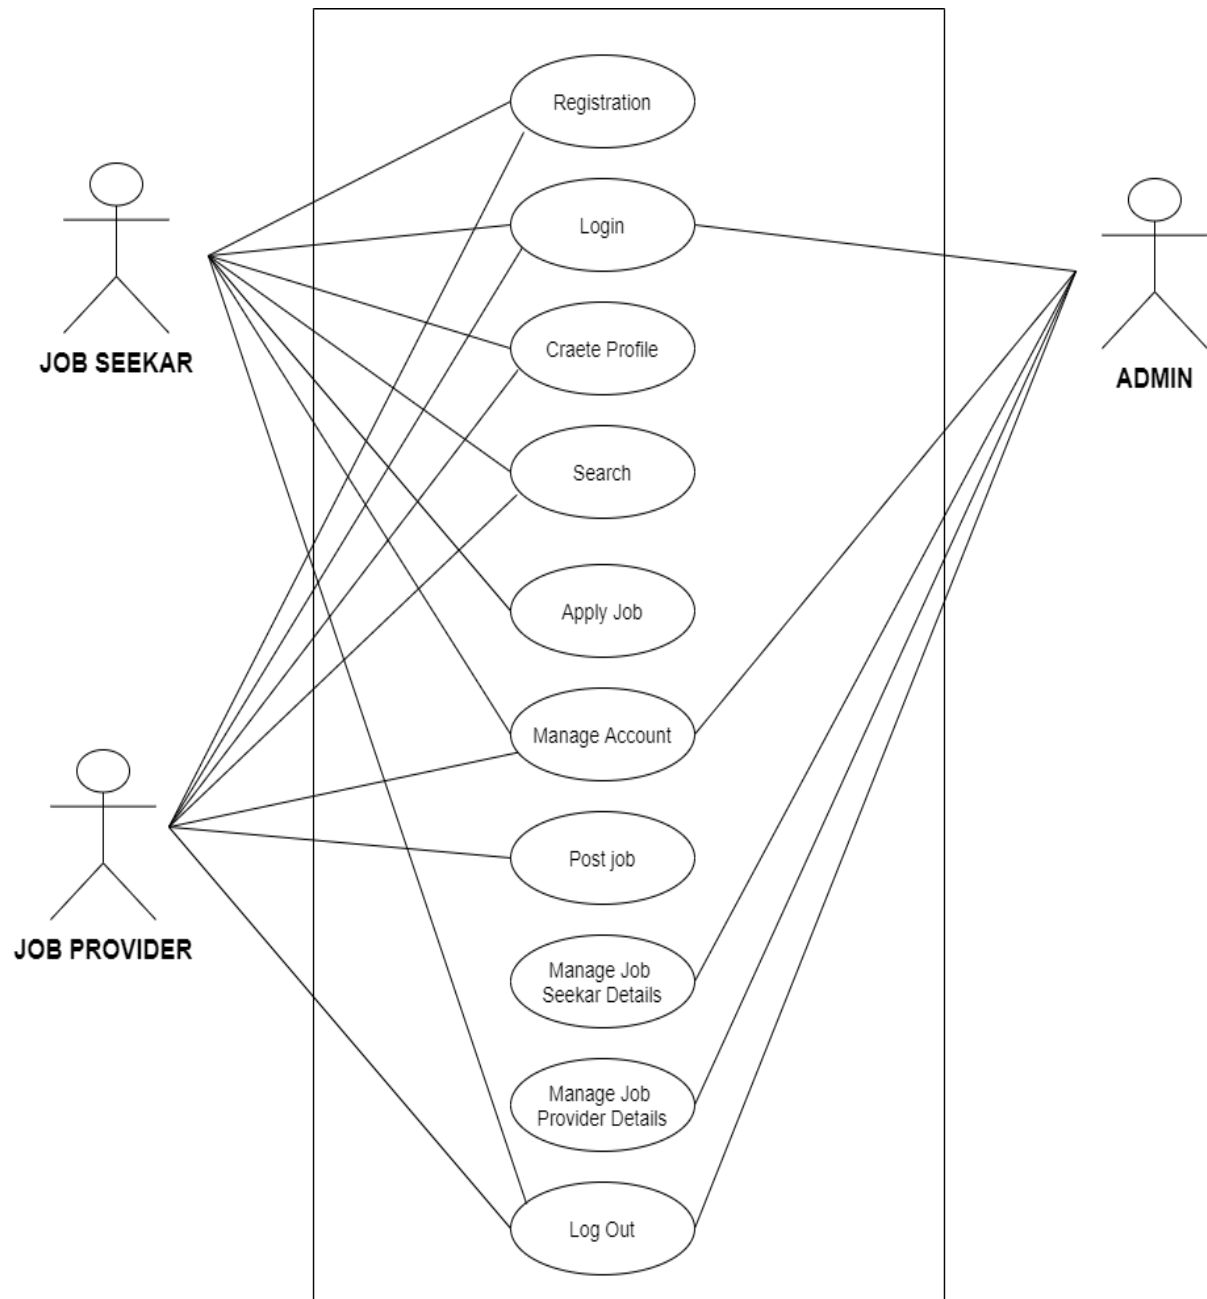 Registration
Login
JOB SEEKAR
Craete Profile
ADMIN
Search
Apply Job
Manage Account
Post job
JOB PROVIDER
Manage Job
Seekar Details
Manage Job
Provider Details
Log Out